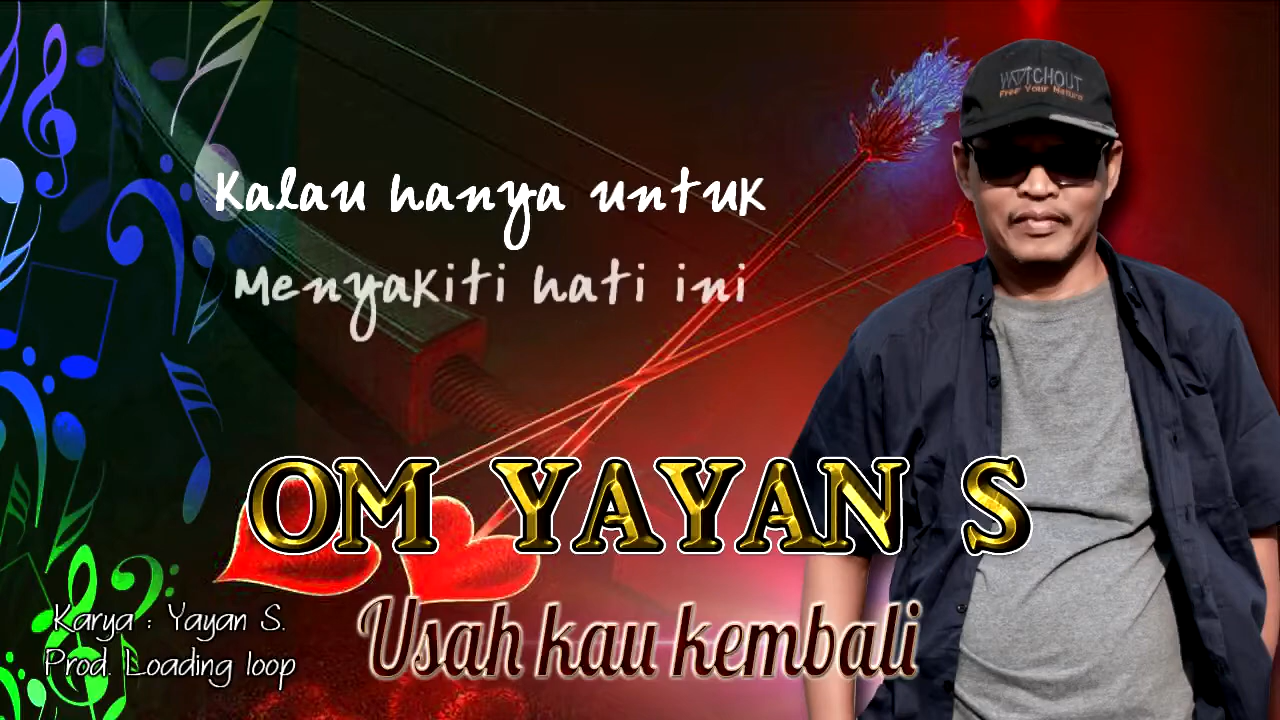 Kalau hanya untuk
Menyakiti hati ini
WATCHOUT
Free Your Nature
OM YAYAN S
Usah kau kembali
Karya : Yayan S.
Prod. Loading loop